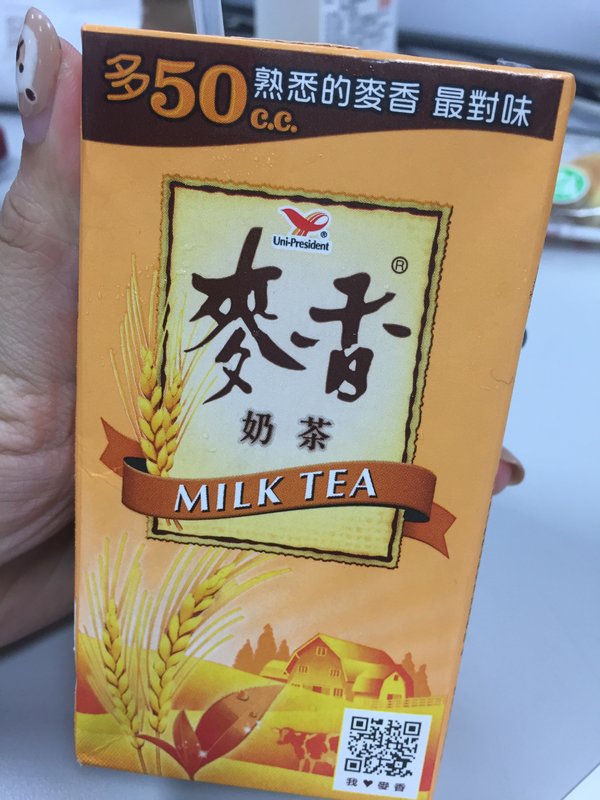 多50c.c. 熟悉的麥香 最對味
Uni-President®
麥香®
奶茶
MILK TEA
我♥麥香